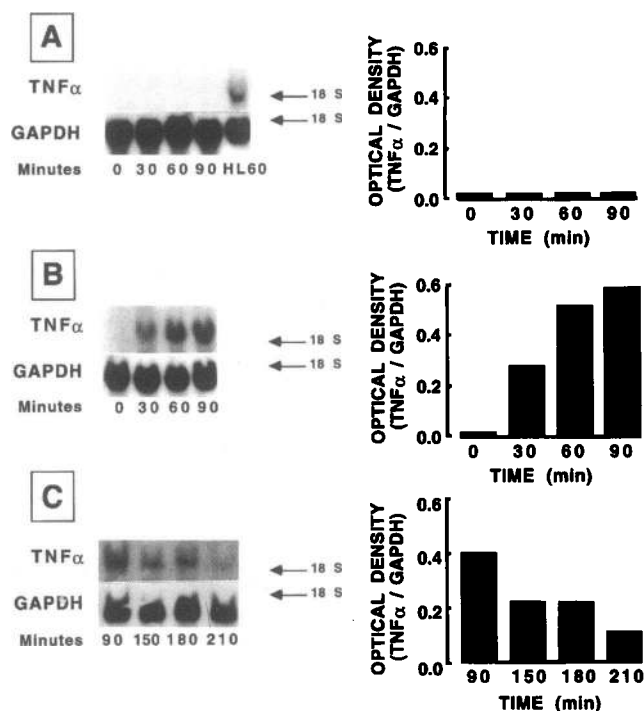 A
TNFα
18 S
18 S
GAPDH
Minutes 0 30 60 90 HL60
OPTICAL DENSITY
(TNFα / GAPDH)
0.6
0.4
0.2
0.0
0 30 60 90
TIME (min)
B
TNFα
18 S
18 S
GAPDH
Minutes 0 30 60 90
OPTICAL DENSITY
(TNFα / GAPDH)
0.6
0.4
0.2
0.0
0 30 60 90
TIME (min)
C
TNFα
18 S
18 S
GAPDH
Minutes 90 150 180 210
OPTICAL DENSITY
(TNFα / GAPDH)
0.6
0.4
0.2
0.0
90 150 180 210
TIME (min)